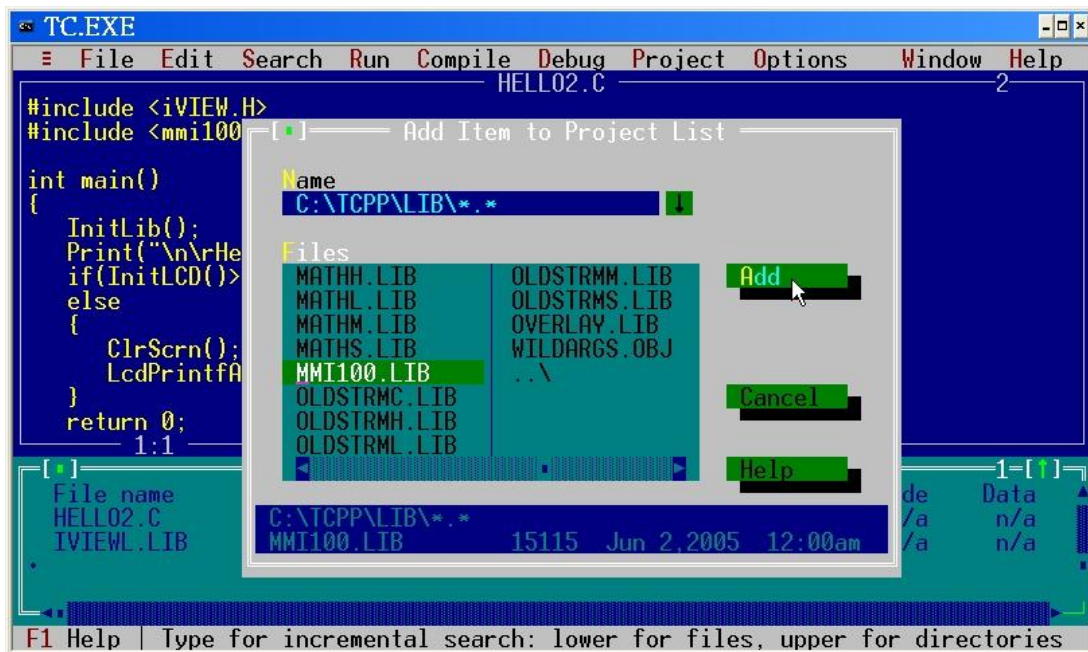 TC.EXE
≡ File Edit Search Run Compile Debug Project Options Window Help
HELLO2.C 2
#include <iVIEW.H>
#include <mmi100
int main()
{
InitLib();
Print("\n\rHe
if(InitLCD()>
else
{
ClrScrn();
LcdPrintfA
}
return 0;
1:1
Add Item to Project List
Name
C:\TCPP\LIB\*.*
Files
MATHH.LIB OLDSTRMM.LIB
MATHL.LIB OLDSTRMS.LIB
MATHM.LIB OVERLAY.LIB
MATHS.LIB WILDARGS.OBJ
MMI100.LIB ..\
OLDSTRMC.LIB
OLDSTRMH.LIB
OLDSTRML.LIB
Add
Cancel
Help
C:\TCPP\LIB\*.*
MMI100.LIB 15115 Jun 2,2005 12:00am
1=[↑]
File name de Data
HELLO2.C /a n/a
IVIEWL.LIB /a n/a
F1 Help | Type for incremental search: lower for files, upper for directories